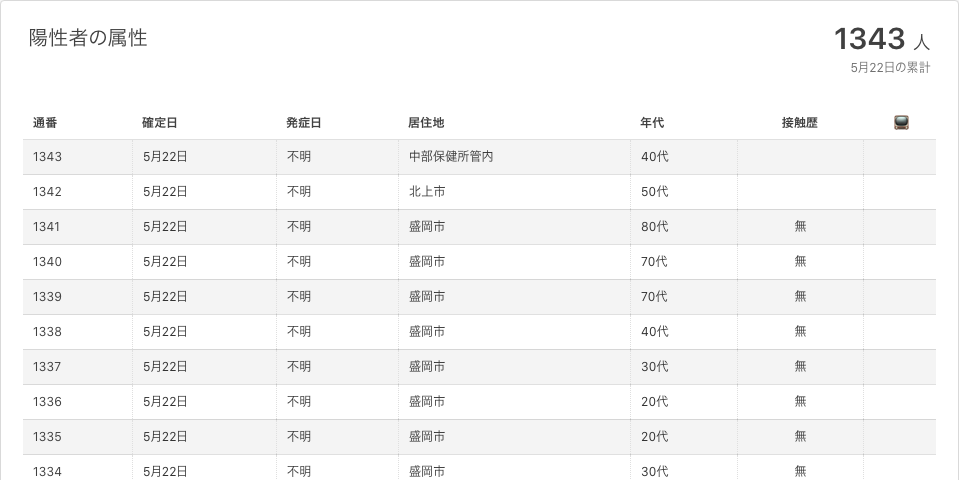 陽性者の属性
1343 人
5月22日の累計
通番 確定日 発症日 居住地 年代 接触歴
1343 5月22日 不明 中部保健所管内 40代
1342 5月22日 不明 北上市 50代
1341 5月22日 不明 盛岡市 80代 無
1340 5月22日 不明 盛岡市 70代 無
1339 5月22日 不明 盛岡市 70代 無
1338 5月22日 不明 盛岡市 40代 無
1337 5月22日 不明 盛岡市 30代 無
1336 5月22日 不明 盛岡市 20代 無
1335 5月22日 不明 盛岡市 20代 無
1334 5月22日 不明 盛岡市 30代 無